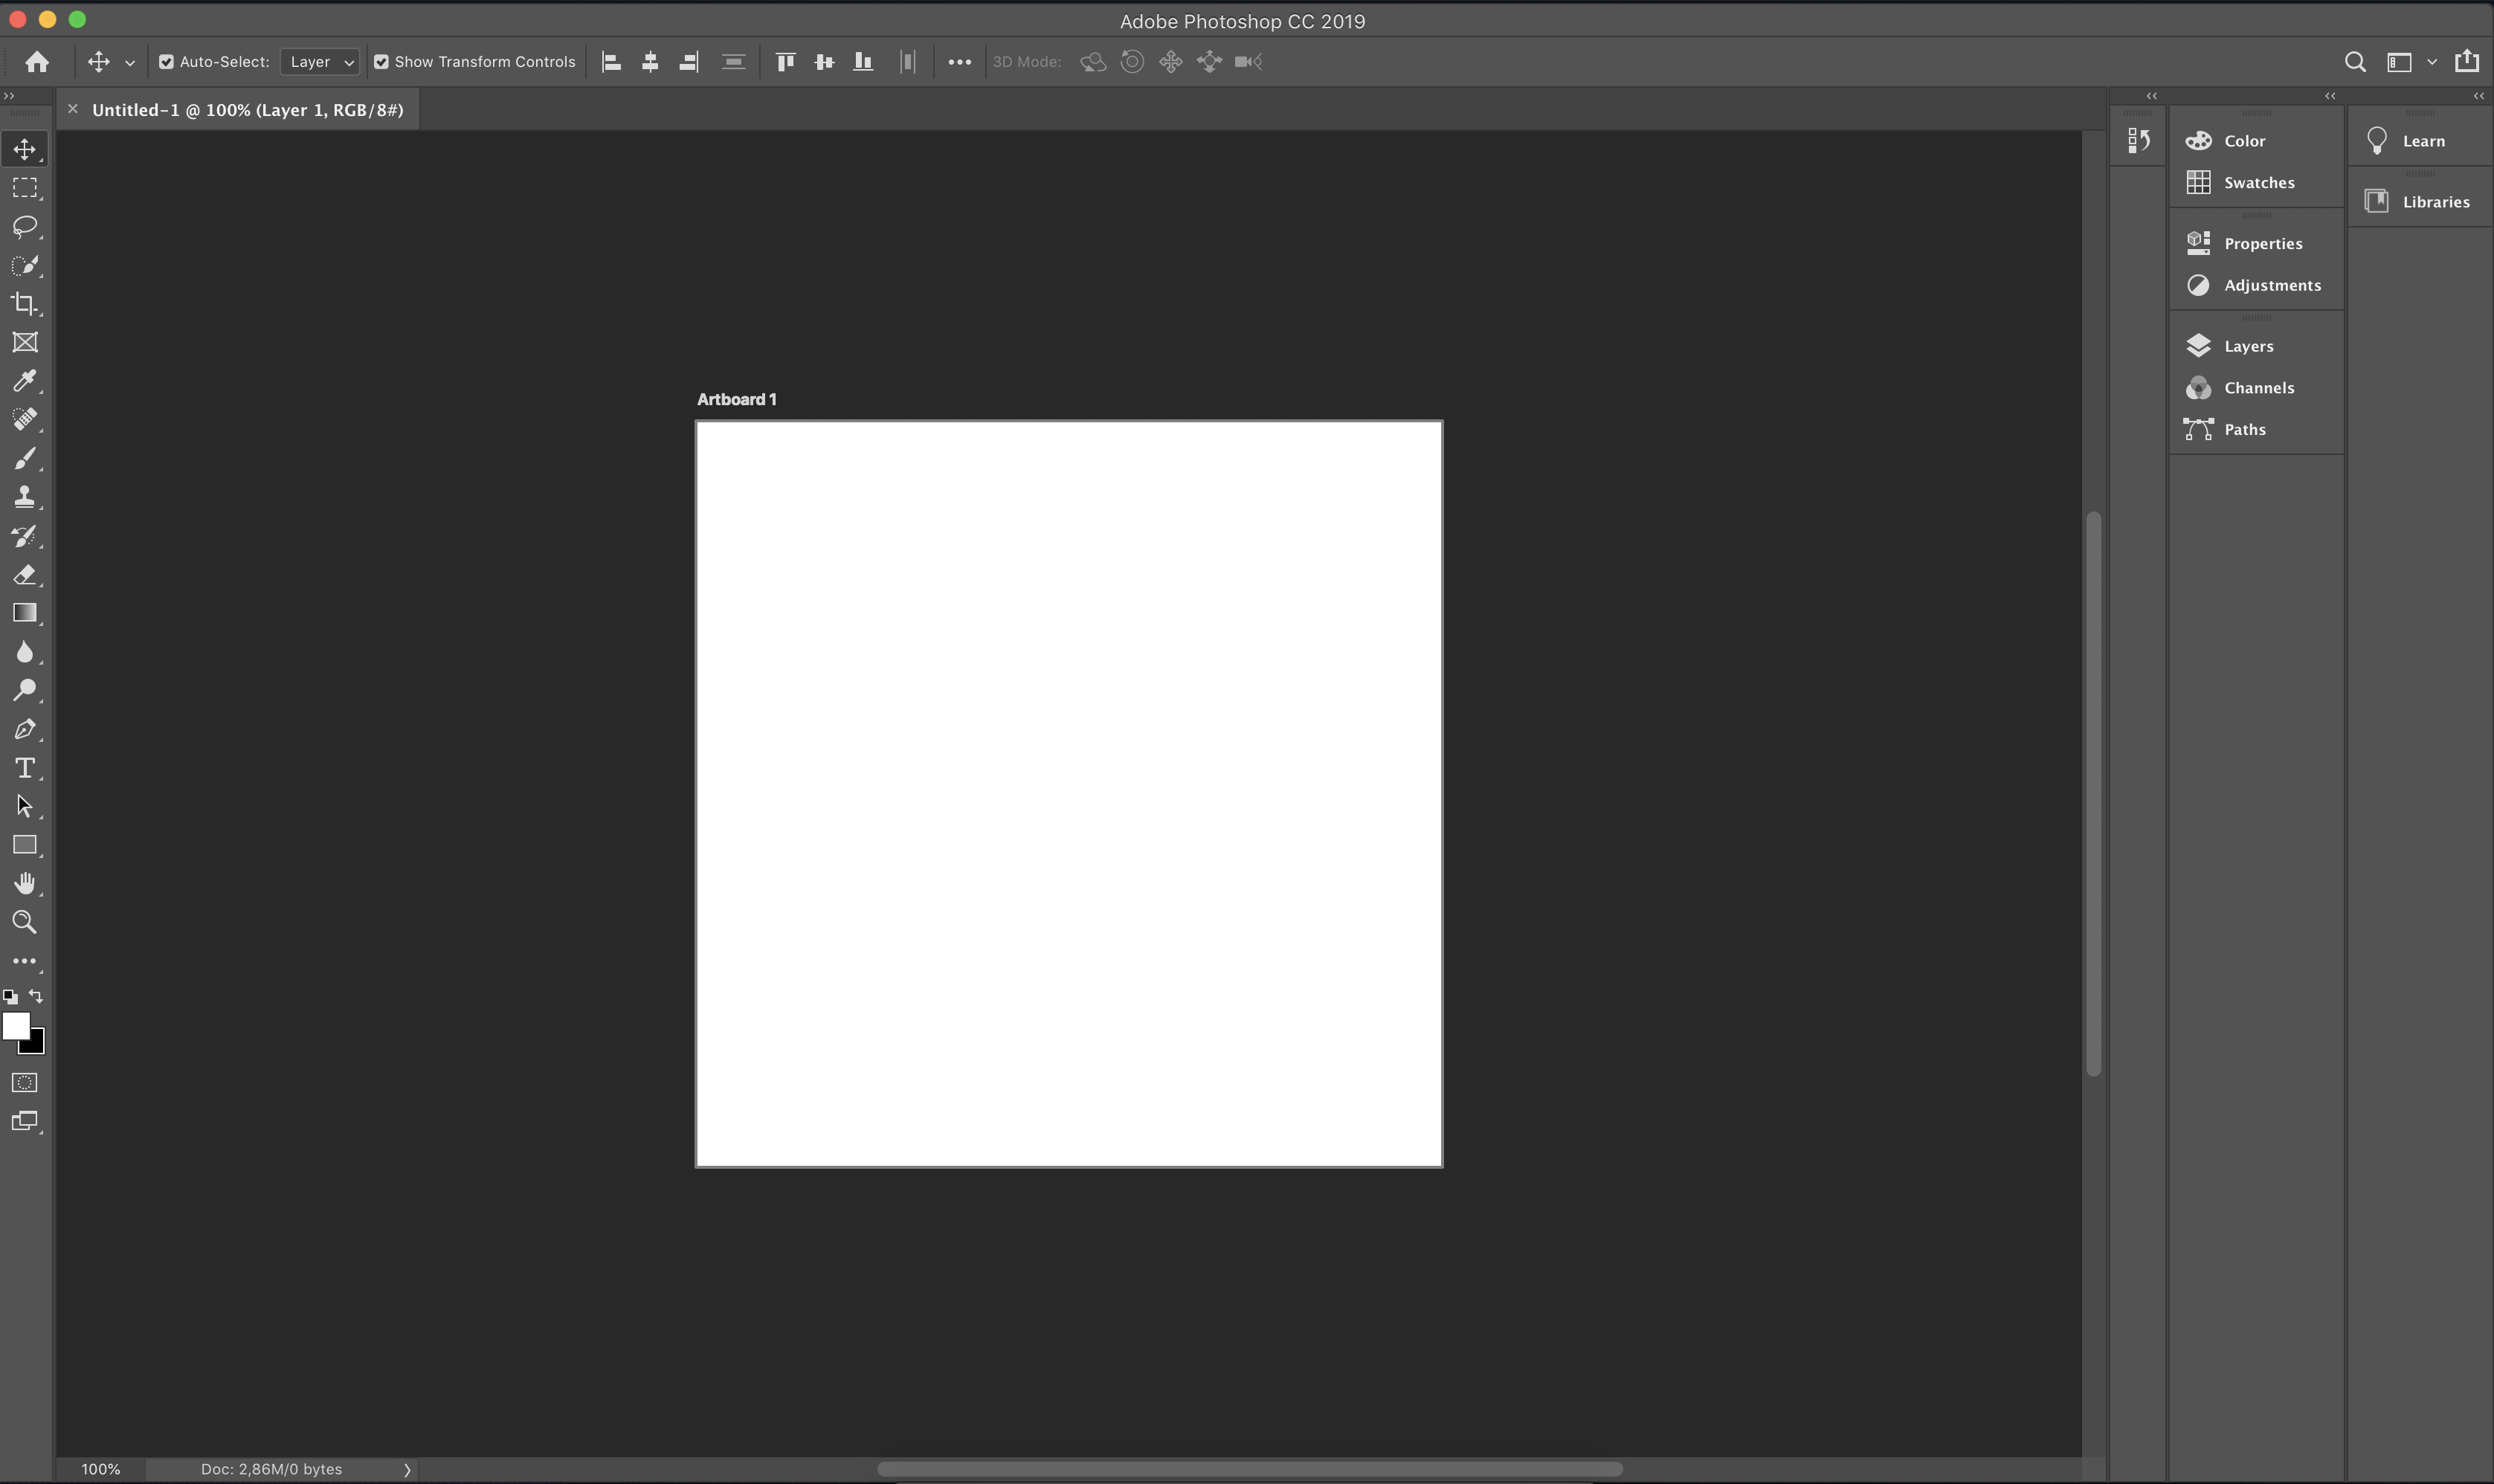 Adobe Photoshop CC 2019
Auto-Select: Layer Show Transform Controls 3D Mode:
Untitled-1 @ 100% (Layer 1, RGB/8#)
Color
Swatches
Properties
Adjustments
Layers
Channels
Paths
Learn
Libraries
Artboard 1
100% Doc: 2,86M/0 bytes